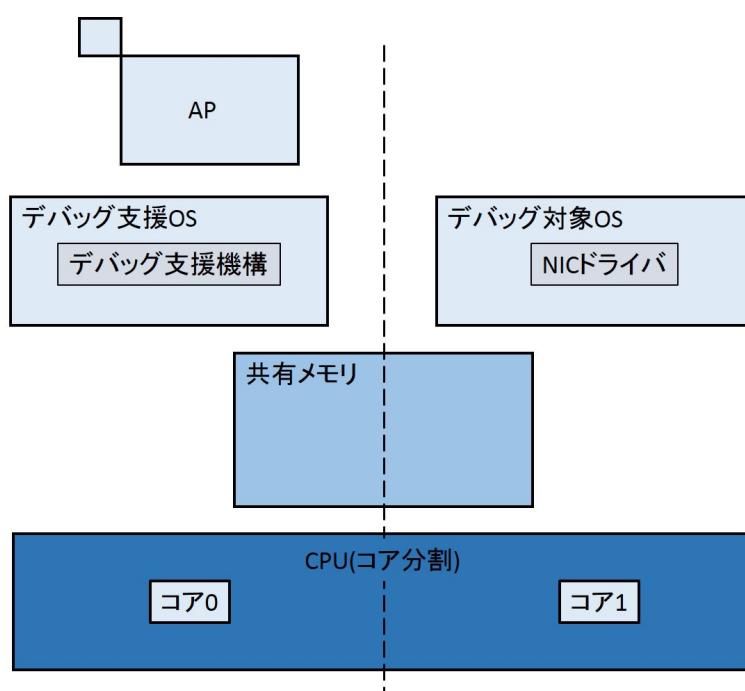 AP
デバッグ支援OS
デバッグ支援機構
デバッグ対象OS
NICドライバ
共有メモリ
CPU(コア分割)
コア0
コア1